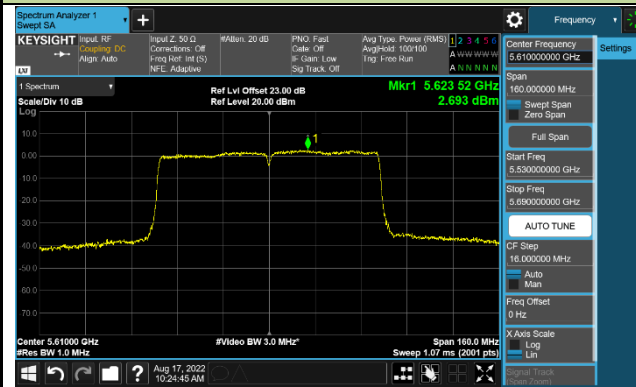 Spectrum Analyzer 1
Swept SA
Frequency
KEYSIGHT
Input: RF
Coupling: DC
Align: Auto
Input Z: 50 Ω
Corrections: Off
Freq Ref: Int (S)
NFE: Adaptive
#Atten: 20 dB
PNO: Fast
Gate: Off
IF Gain: Low
Sig Track: Off
Avg Type: Power (RMS)
Avg|Hold: 100/100
Trig: Free Run
1 2 3 4 5 6
A W W W W W
A N N N N N
LXI
1 Spectrum
Scale/Div 10 dB
Log
Ref Lvl Offset 23.00 dB
Ref Level 20.00 dBm
Mkr1 5.623 52 GHz
2.693 dBm
1
10.0
0.00
-10.0
-20.0
-30.0
-40.0
-50.0
-60.0
-70.0
Center 5.61000 GHz
#Res BW 1.0 MHz
#Video BW 3.0 MHz*
Span 160.0 MHz
Sweep 1.07 ms (2001 pts)
Aug 17, 2022
10:24:45 AM
Center Frequency
5.610000000 GHz
Settings
Span
160.000000 MHz
Swept Span
Zero Span
Full Span
Start Freq
5.530000000 GHz
Stop Freq
5.690000000 GHz
AUTO TUNE
CF Step
16.000000 MHz
Auto
Man
Freq Offset
0 Hz
X Axis Scale
Log
Lin
Signal Track
(Span Zoom)